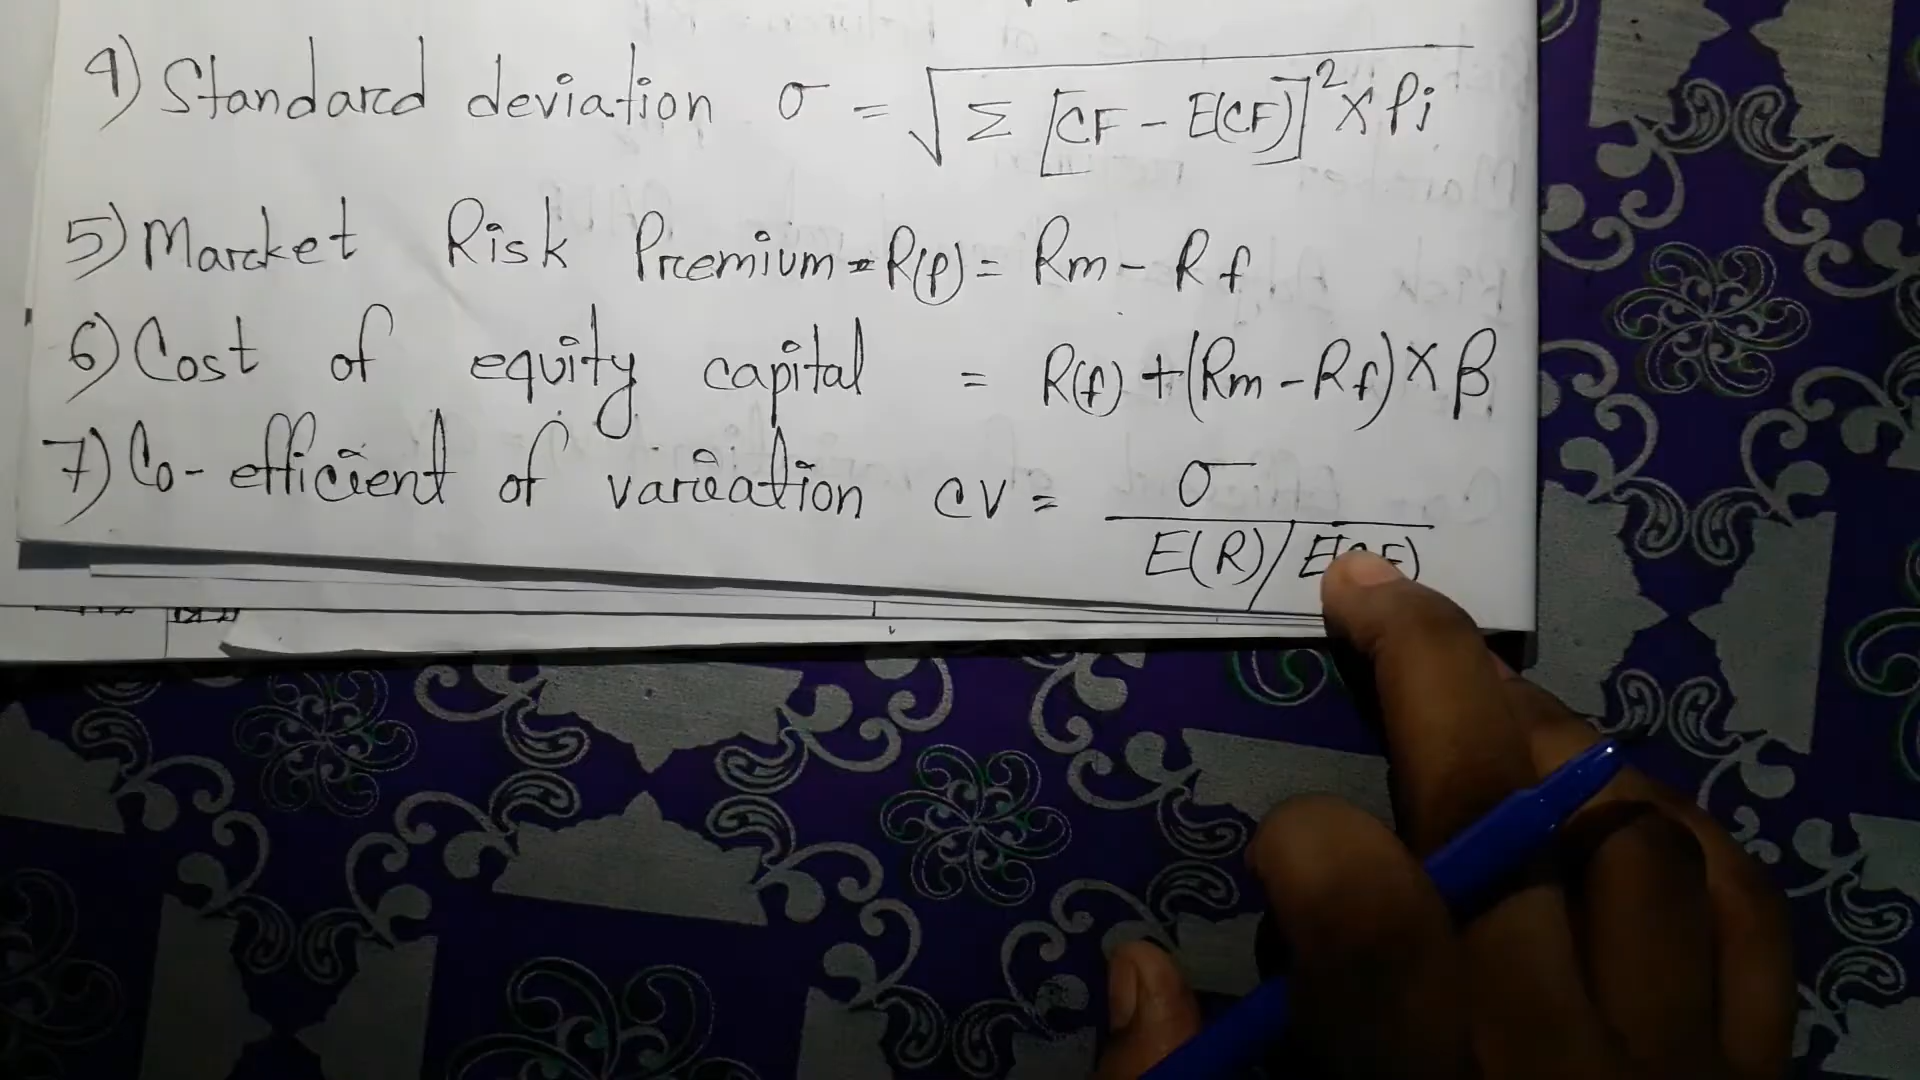 4) Standard deviation σ = √Σ [CF - E(CF)]² × Pi
5) Market Risk Premium = R(p) = Rm - Rf
6) Cost of equity capital = R(f) + (Rm - Rf) × β
7) Co-efficient of variation CV = σ
E(R)/